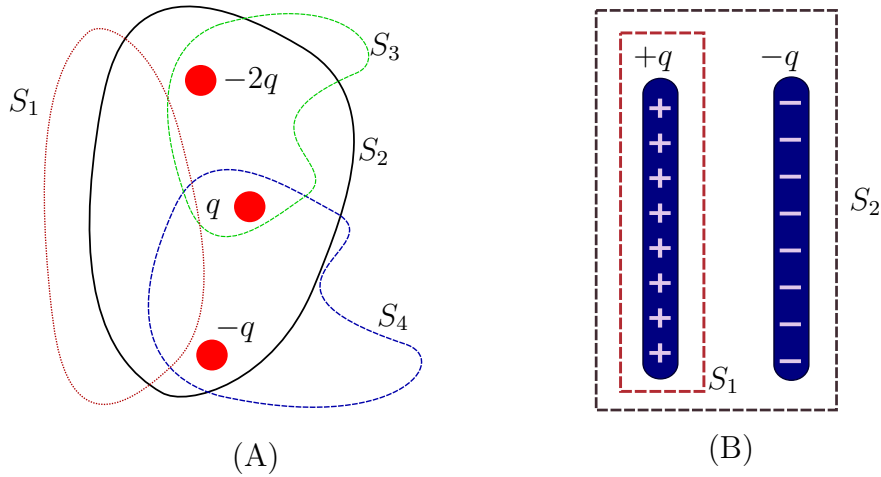 S₁
−2q
S₃
S₂
q
−q
S₄
(A)
+q
−q
+
+
+
+
+
+
+
+
−
−
−
−
−
−
−
−
S₂
S₁
(B)